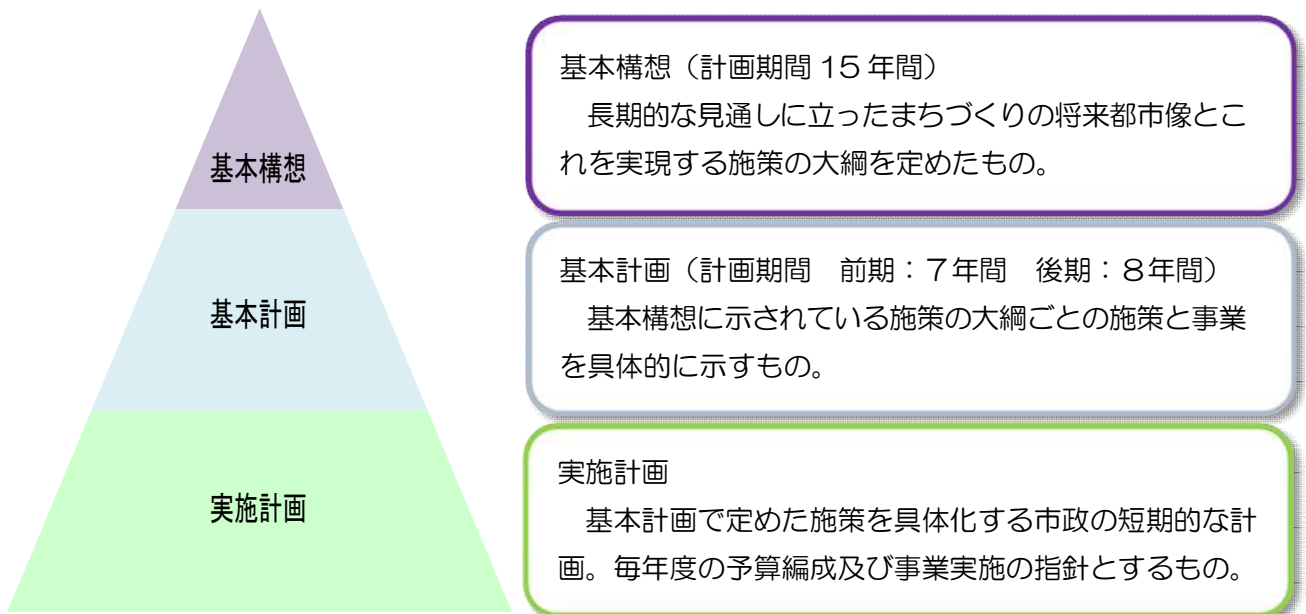 基本構想
基本構想（計画期間 15 年間）
　長期的な見通しに立ったまちづくりの将来都市像とこ
れを実現する施策の大綱を定めたもの。
基本計画
基本計画（計画期間　前期：７年間　後期：８年間）
　基本構想に示されている施策の大綱ごとの施策と事業
を具体的に示すもの。
実施計画
実施計画
　基本計画で定めた施策を具体化する市政の短期的な計
画。毎年度の予算編成及び事業実施の指針とするもの。